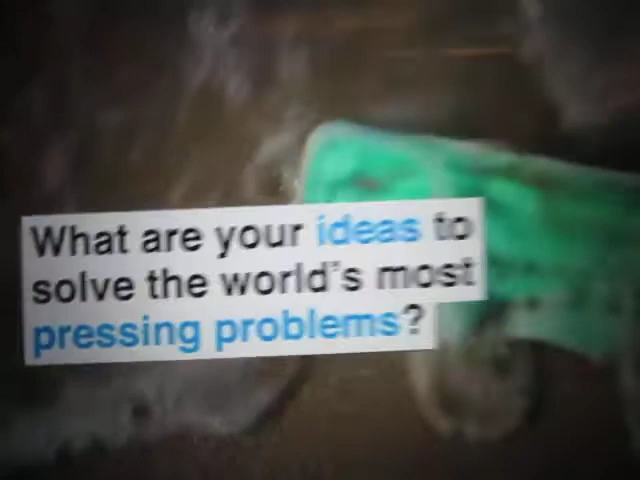 What are your ideas to
solve the world's most
pressing problems?